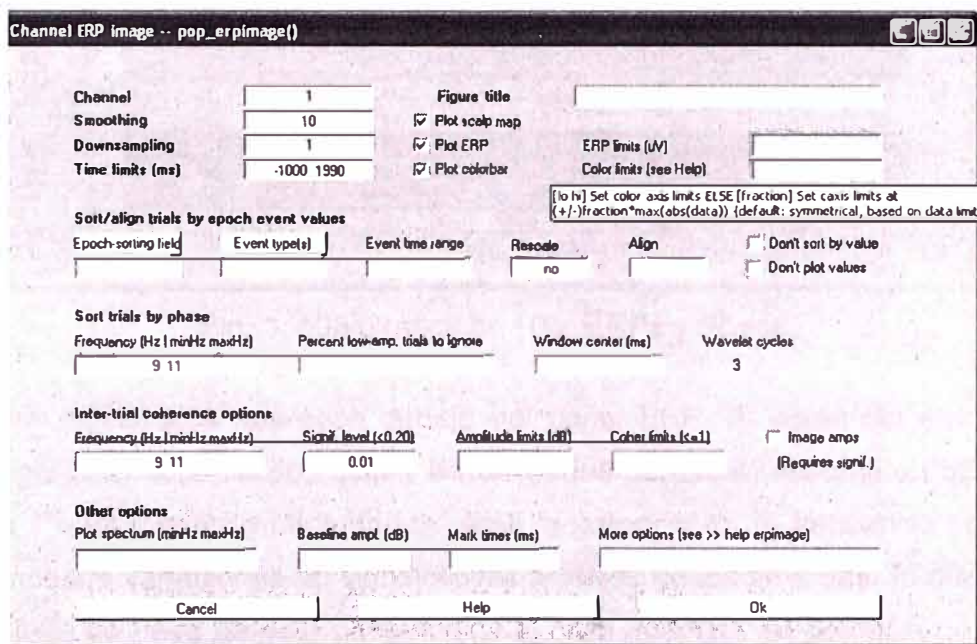 Channel ERP image -- pop_erpimage()
Channel 1 Figure title
Smoothing 10 Plot scalp map
Downsampling 1 Plot ERP ERP limits (uV)
Time limits (ms) -1000 1990 Plot colorbar Color limits (see Help)
[lo hi] Set color axis limits ELSE [fraction] Set caxis limits at
(+/-)fraction*max(abs(data)) {default: symmetrical, based on data limit
Sort/align trials by epoch event values
Epoch-sorting field Event type(s) Event time range Rescale Align Don't sort by value
no Don't plot values
Sort trials by phase
Frequency (Hz | minHz maxHz) Percent low-amp. trials to ignore Window center (ms) Wavelet cycles
9 11 3
Inter-trial coherence options
Frequency (Hz | minHz maxHz) Signif. level (<0.20) Amplitude limits (dB) Coher limits (<=1) Image amps
9 11 0.01 (Requires signif.)
Other options
Plot spectrum (minHz maxHz) Baseline ampl. (dB) Mark times (ms) More options (see >> help erpimage)
Cancel Help Ok